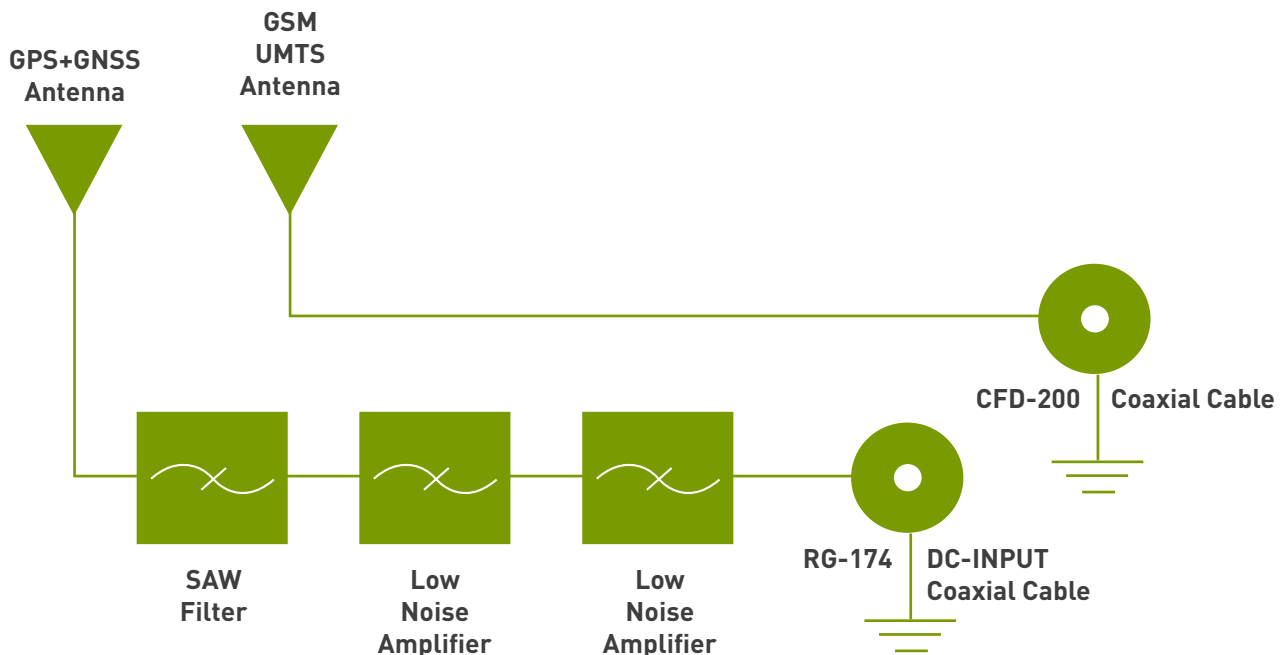 GPS+GNSS
Antenna
GSM
UMTS
Antenna
CFD-200
Coaxial Cable
RG-174
DC-INPUT
Coaxial Cable
SAW
Filter
Low
Noise
Amplifier
Low
Noise
Amplifier